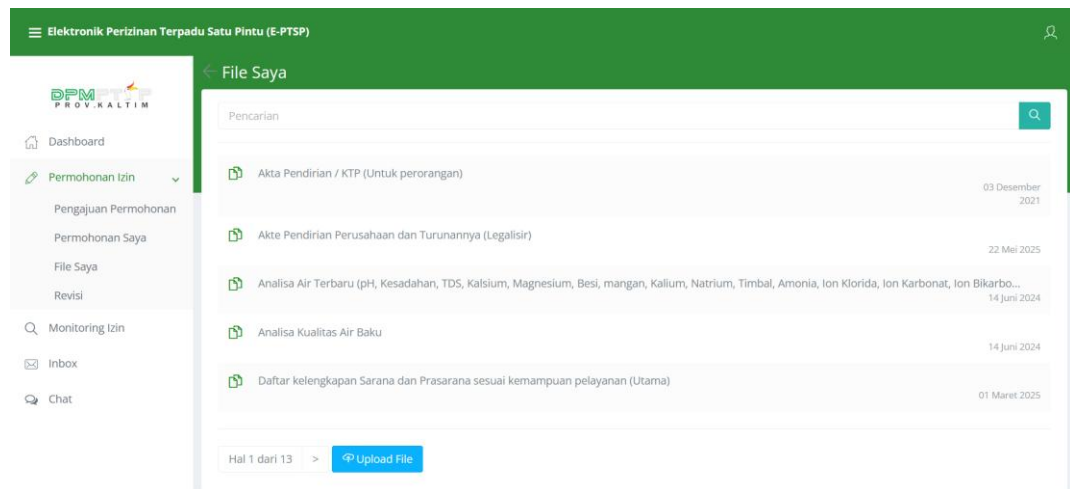 Elektronik Perizinan Terpadu Satu Pintu (E-PTSP)
File Saya
DPMPTSP
PROV.KALTIM
Pencarian
Dashboard
Permohonan Izin
Pengajuan Permohonan
Permohonan Saya
File Saya
Revisi
Monitoring Izin
Inbox
Chat
Akta Pendirian / KTP (Untuk perorangan)
03 Desember
2021
Akte Pendirian Perusahaan dan Turunannya (Legalisir)
22 Mei 2025
Analisa Air Terbaru (pH, Kesadahan, TDS, Kalsium, Magnesium, Besi, mangan, Kalium, Natrium, Timbal, Amonia, Ion Klorida, Ion Karbonat, Ion Bikarbo...
14 Juni 2024
Analisa Kualitas Air Baku
14 Juni 2024
Daftar kelengkapan Sarana dan Prasarana sesuai kemampuan pelayanan (Utama)
01 Maret 2025
Hal 1 dari 13 >
Upload File